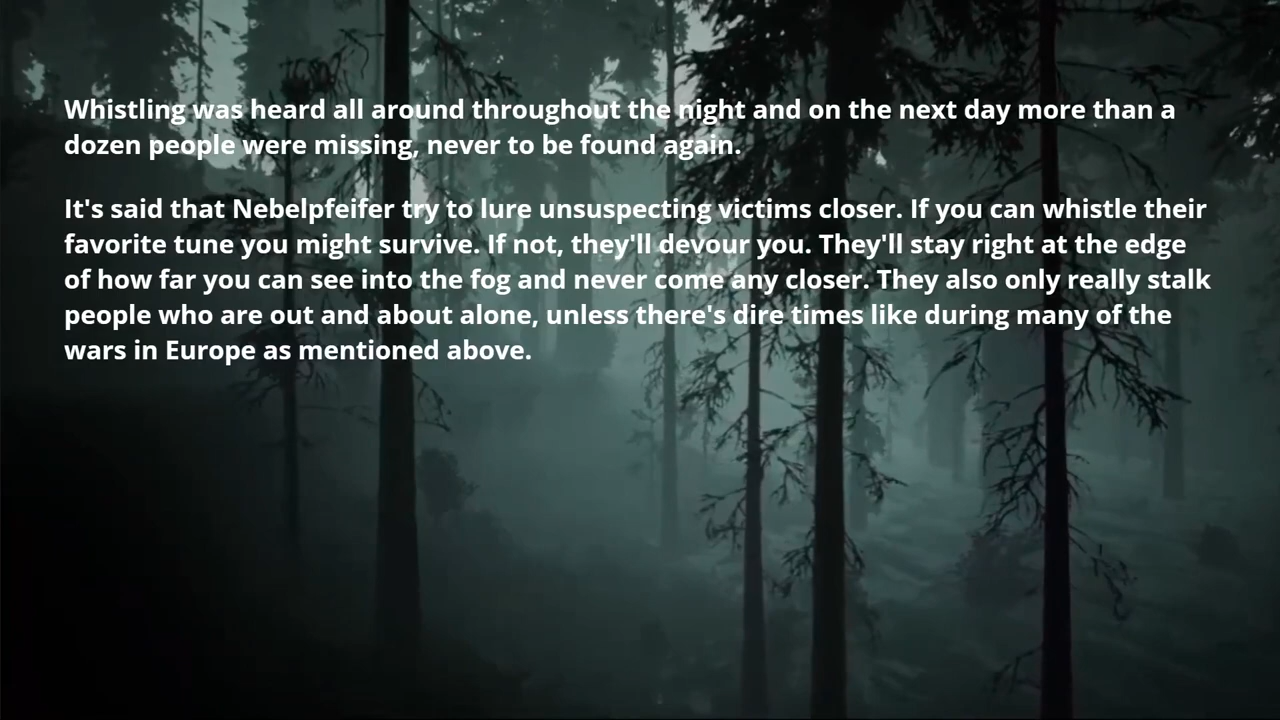 Whistling was heard all around throughout the night and on the next day more than a
dozen people were missing, never to be found again.
It's said that Nebelpfeifer try to lure unsuspecting victims closer. If you can whistle their
favorite tune you might survive. If not, they'll devour you. They'll stay right at the edge
of how far you can see into the fog and never come any closer. They also only really stalk
people who are out and about alone, unless there's dire times like during many of the
wars in Europe as mentioned above.